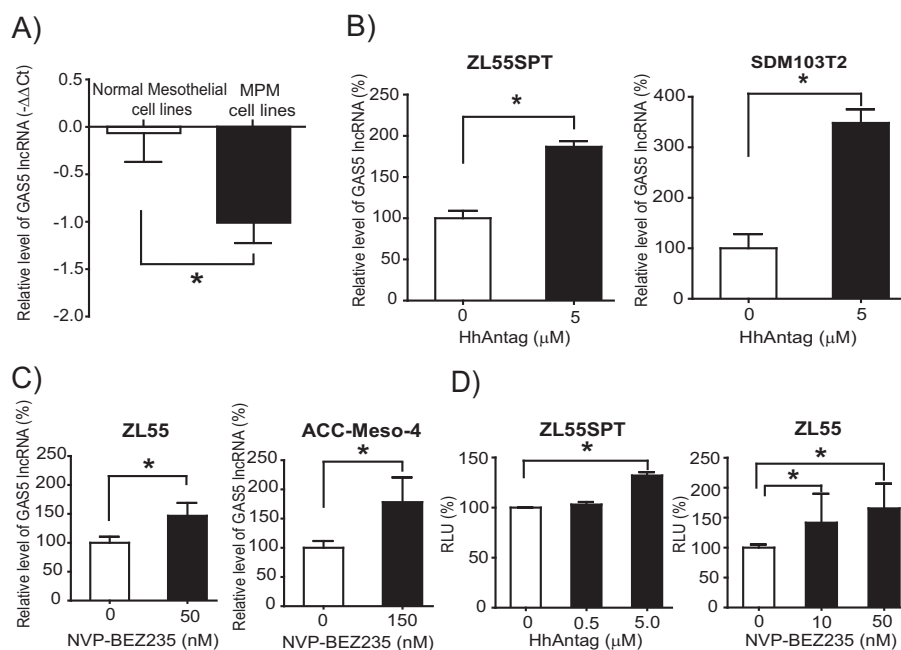 A)
Relative level of GAS5 lncRNA (-ΔΔCt)
0.5
0.0
-0.5
-1.0
-1.5
-2.0
Normal Mesothelial
cell lines
MPM
cell lines
*
B)
ZL55SPT
Relative level of GAS5 lncRNA (%)
200
150
100
50
0
*
0
5
HhAntag (μM)
SDM103T2
Relative level of GAS5 lncRNA (%)
400
300
200
100
0
*
0
5
HhAntag (μM)
C)
ZL55
Relative level of GAS5 lncRNA (%)
200
150
100
50
*
0
50
NVP-BEZ235 (nM)
ACC-Meso-4
Relative level of GAS5 lncRNA (%)
250
200
150
100
50
*
0
150
NVP-BEZ235 (nM)
D)
ZL55SPT
RLU (%)
150
100
50
*
0
0.5
5.0
HhAntag (μM)
ZL55
RLU (%)
250
200
150
100
50
0
*
*
0
10
50
NVP-BEZ235 (nM)